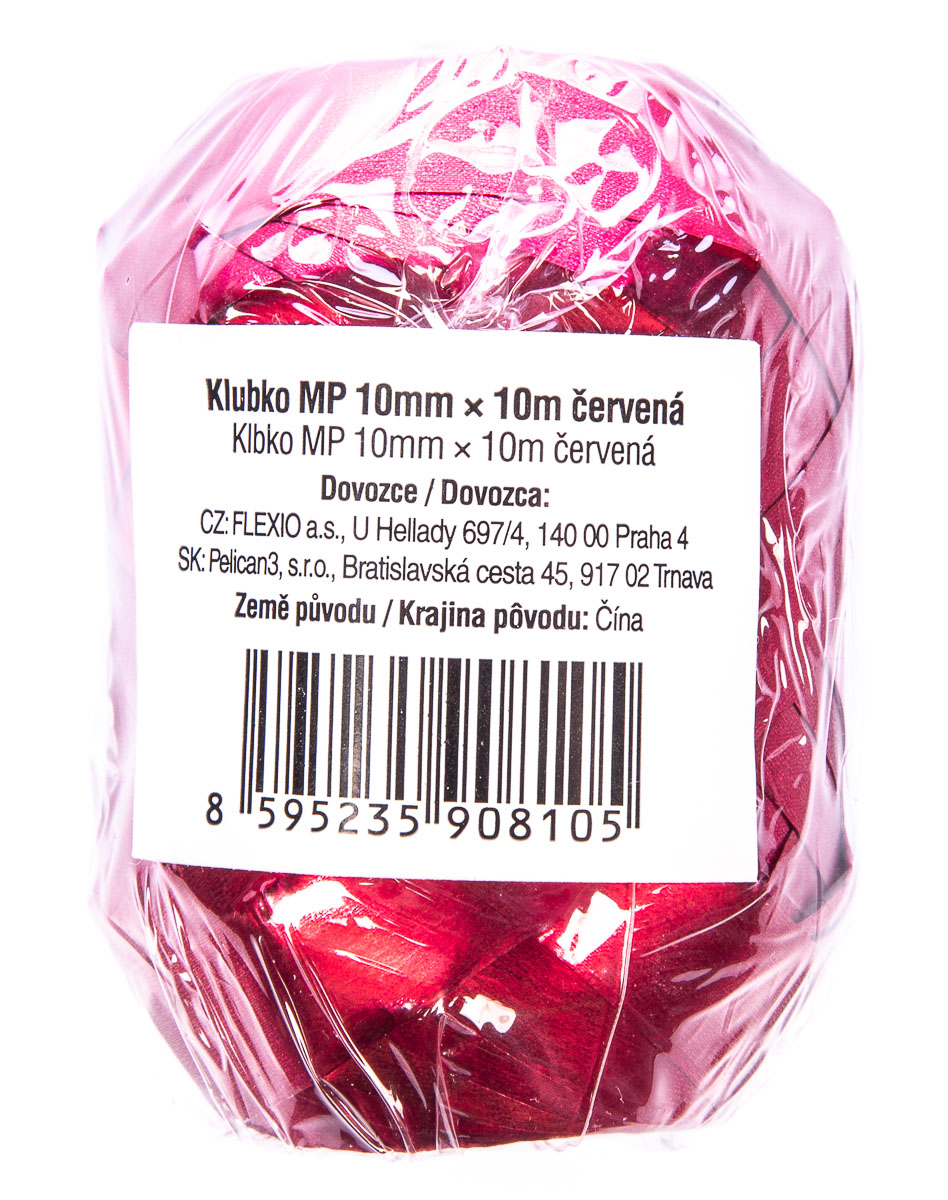 Klubko MP 10mm × 10m červená
Klbko MP 10mm × 10m červená
Dovozce / Dovozca:
CZ: FLEXIO a.s., U Hellady 697/4, 140 00 Praha 4
SK: Pelican3, s.r.o., Bratislavská cesta 45, 917 02 Trnava
Země původu / Krajina pôvodu: Čína
8 595235 908105